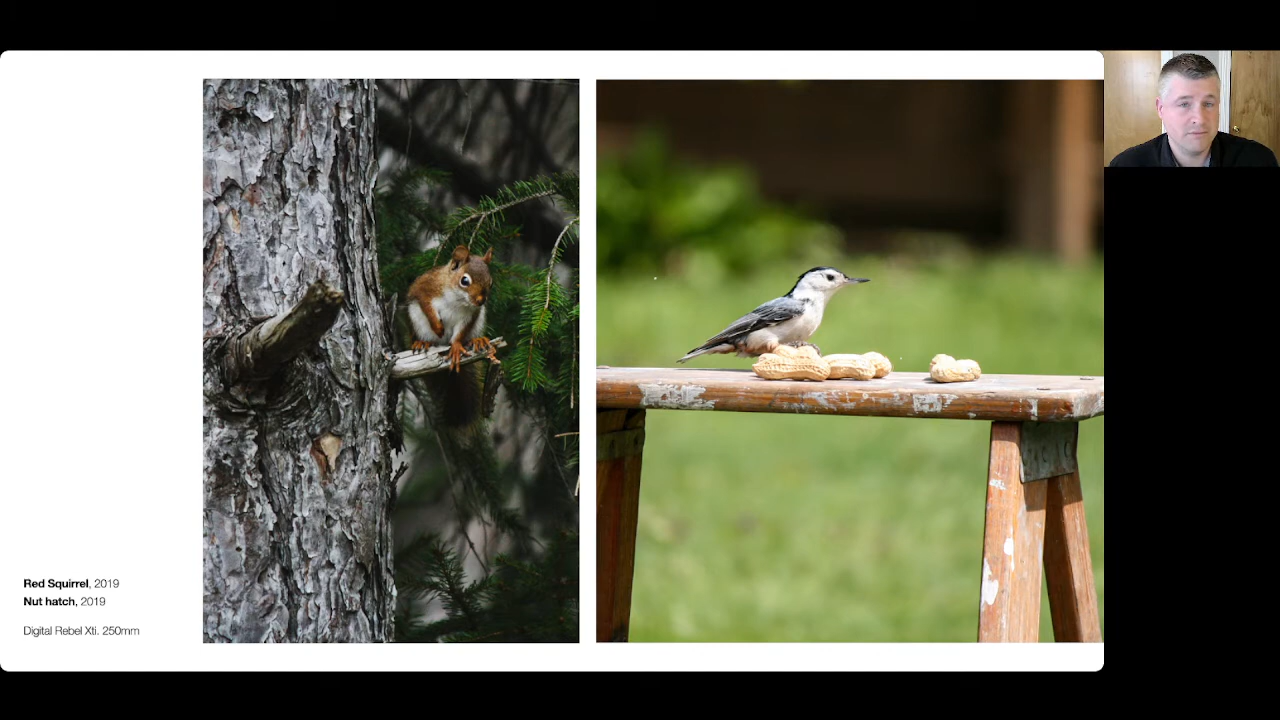 Red Squirrel, 2019
Nut hatch, 2019
Digital Rebel Xti. 250mm